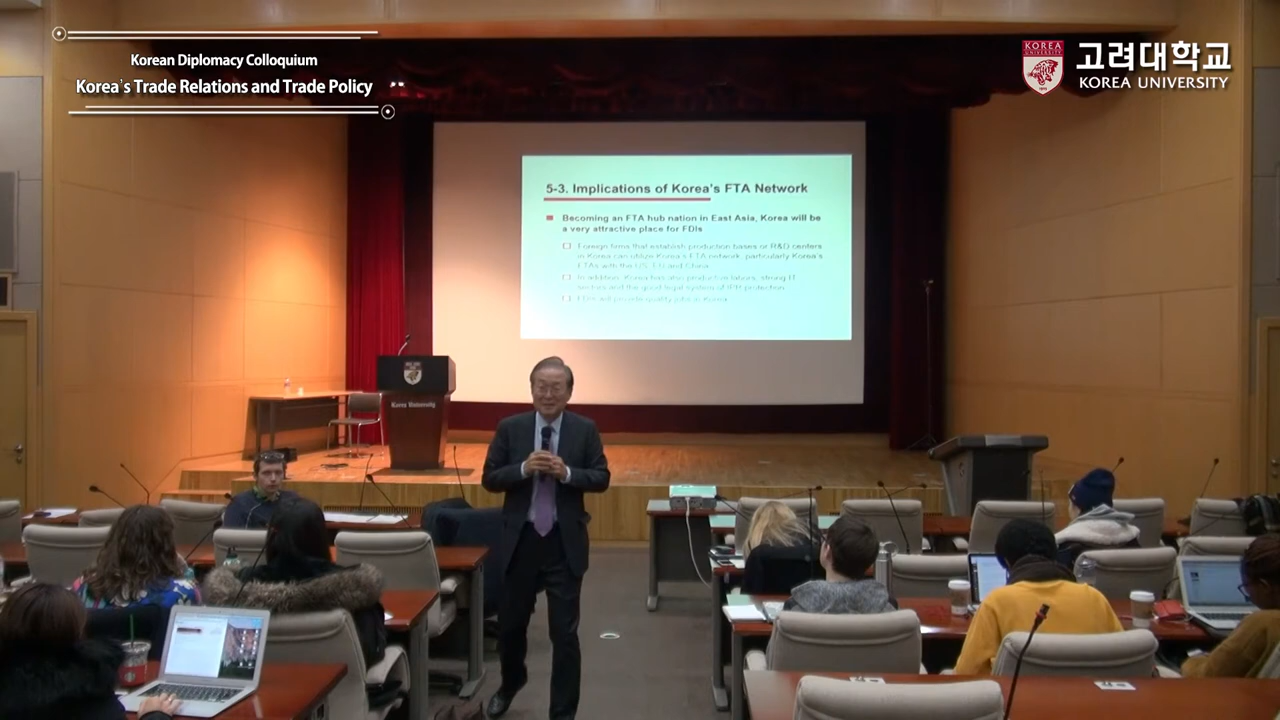 Korean Diplomacy Colloquium
Korea's Trade Relations and Trade Policy
KOREA
UNIVERSITY
고려대학교
KOREA UNIVERSITY
5-3. Implications of Korea's FTA Network
Becoming an FTA hub nation in East Asia, Korea will be
a very attractive place for FDIs
Foreign firms that establish production bases or R&D centers
in Korea can utilize Korea's FTA network, particularly Korea's
FTAs with the US, EU and China
In addition, Korea has also productive labors, strong IT
sectors and the good legal system of IPR protection
FDIs will provide quality jobs in Korea
Korea University